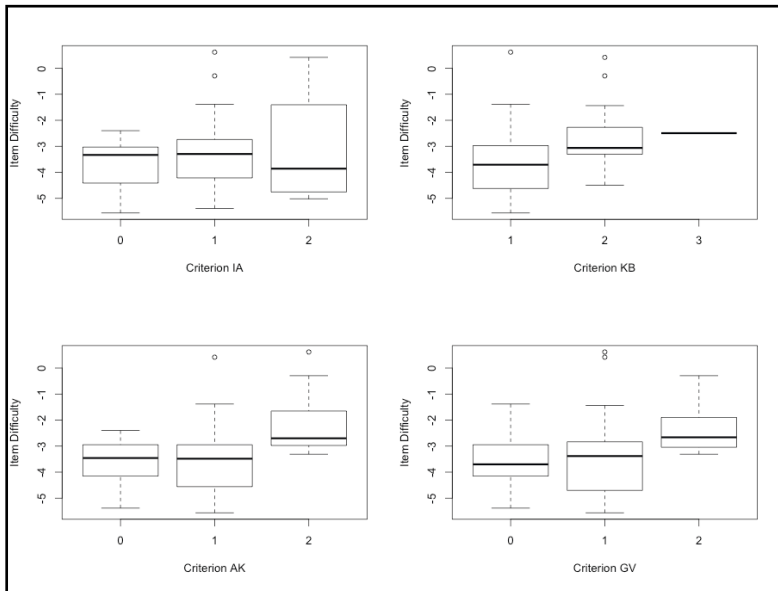 Item Difficulty
0
-1
-2
-3
-4
-5
0 1 2
Criterion IA
Item Difficulty
0
-1
-2
-3
-4
-5
1 2 3
Criterion KB
Item Difficulty
0
-1
-2
-3
-4
-5
0 1 2
Criterion AK
Item Difficulty
0
-1
-2
-3
-4
-5
0 1 2
Criterion GV